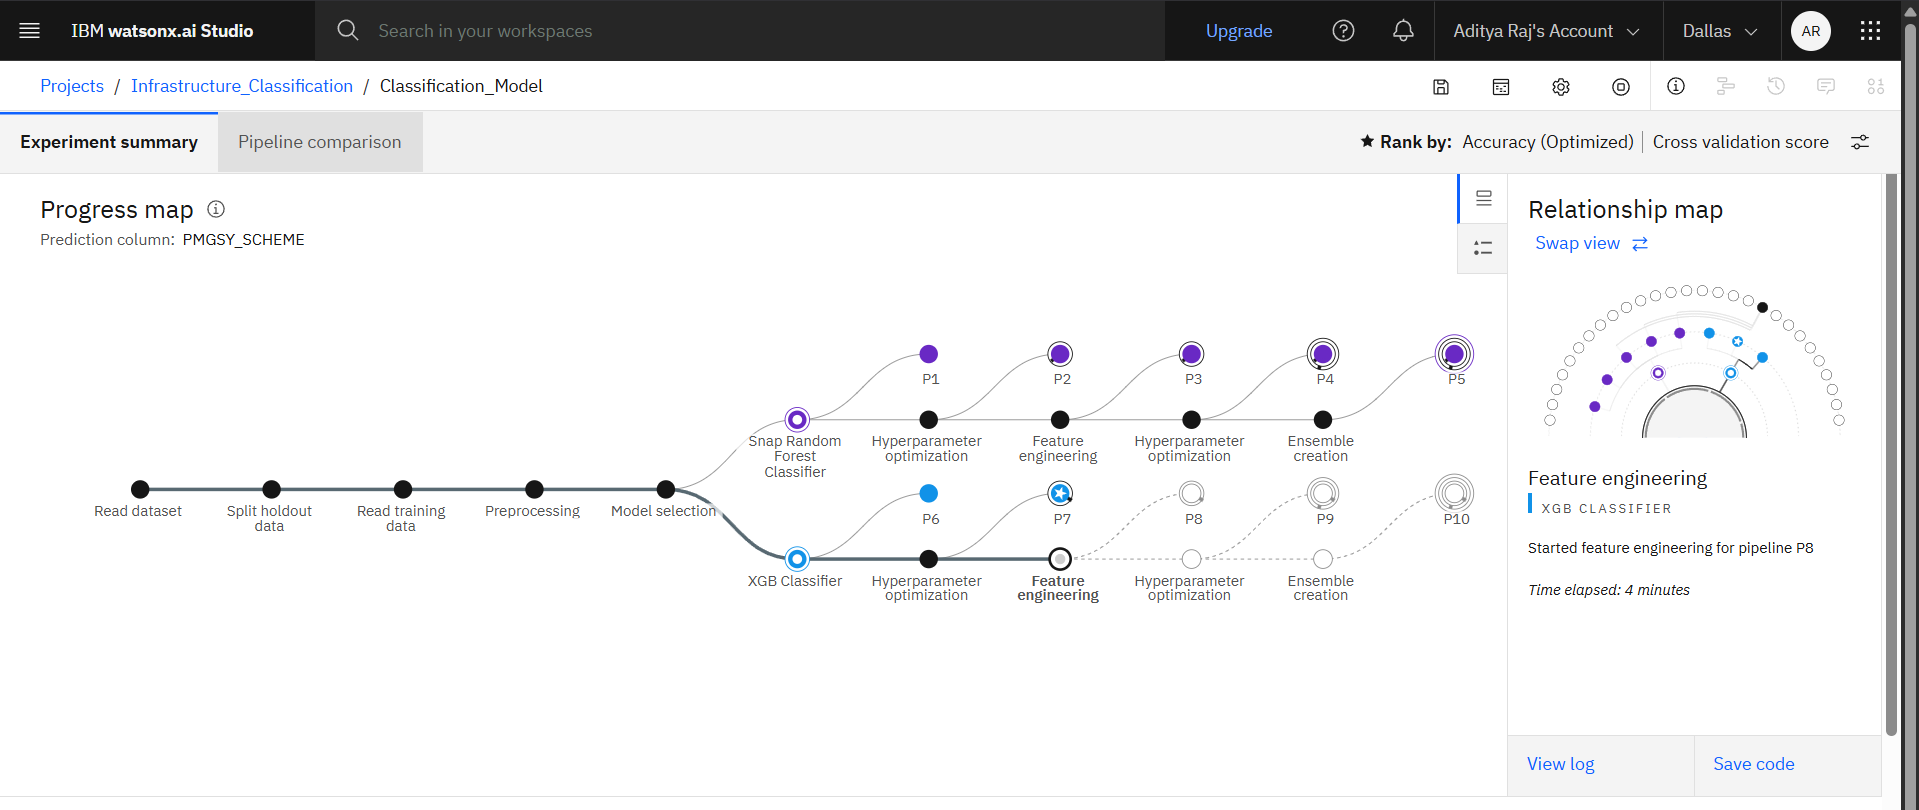 IBM watsonx.ai Studio
Search in your workspaces
Upgrade
Aditya Raj's Account
Dallas
AR
Projects / Infrastructure_Classification / Classification_Model
Experiment summary
Pipeline comparison
Rank by: Accuracy (Optimized) | Cross validation score
Progress map
Prediction column: PMGSY_SCHEME
Relationship map
Swap view
P1
P2
P3
P4
P5
Snap Random
Forest
Classifier
Hyperparameter
optimization
Feature
engineering
Hyperparameter
optimization
Ensemble
creation
Read dataset
Split holdout
data
Read training
data
Preprocessing
Model selection
P6
P7
P8
P9
P10
XGB Classifier
Hyperparameter
optimization
Feature
engineering
Hyperparameter
optimization
Ensemble
creation
Feature engineering
XGB CLASSIFIER
Started feature engineering for pipeline P8
Time elapsed: 4 minutes
View log
Save code